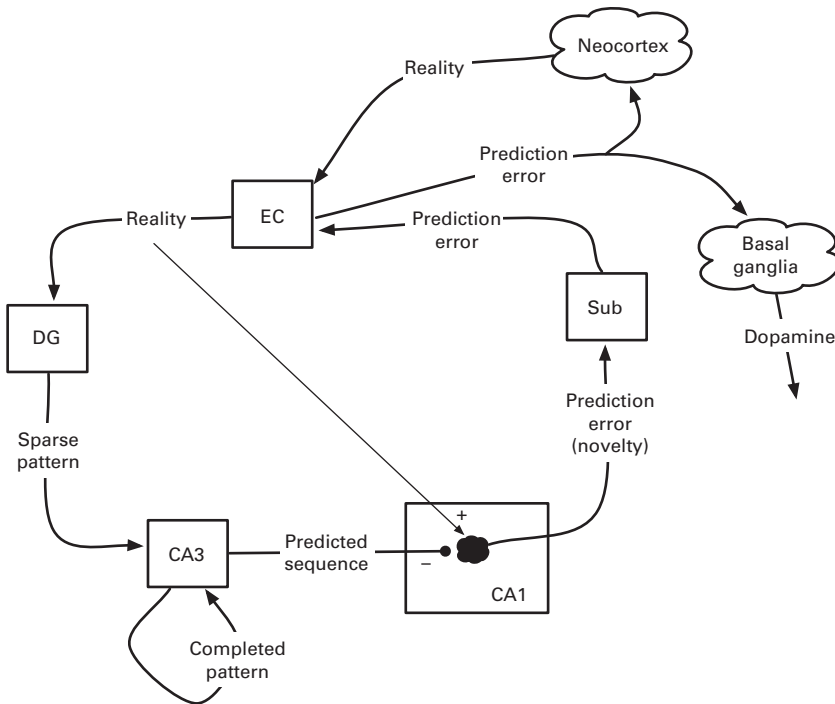 Neocortex
Reality
Prediction
error
EC
Reality
Prediction
error
Basal
ganglia
Sub
DG
Dopamine
Prediction
error
(novelty)
Sparse
pattern
+
CA3
Predicted
sequence
–
CA1
Completed
pattern